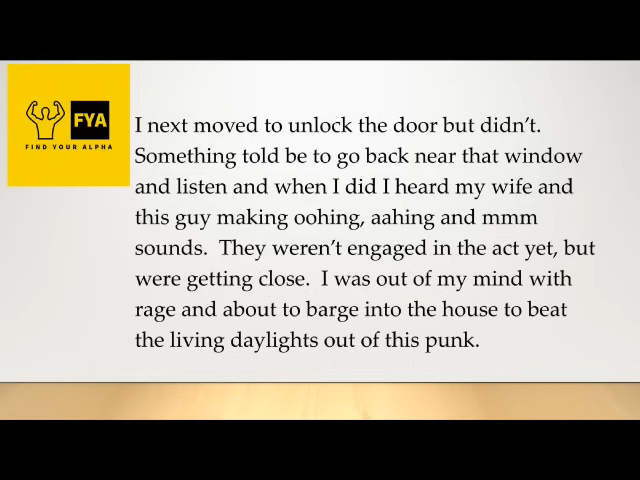 FYA
FIND YOUR ALPHA
I next moved to unlock the door but didn't.
Something told be to go back near that window
and listen and when I did I heard my wife and
this guy making oohing, aahing and mmm
sounds.  They weren't engaged in the act yet, but
were getting close.  I was out of my mind with
rage and about to barge into the house to beat
the living daylights out of this punk.